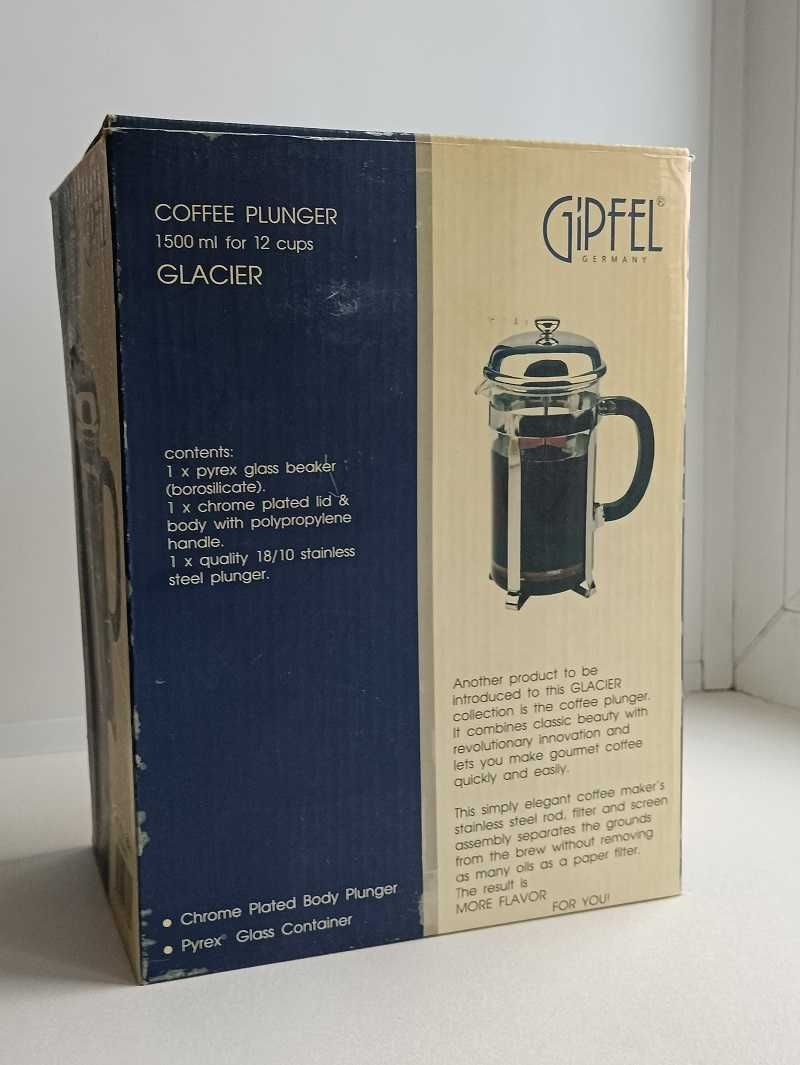 COFFEE PLUNGER
1500 ml for 12 cups
GLACIER
contents:
1 x pyrex glass beaker
(borosilicate).
1 x chrome plated lid &
body with polypropylene
handle.
1 x quality 18/10 stainless
steel plunger.
• Chrome Plated Body Plunger
• Pyrex® Glass Container
GiPFEL®
GERMANY
Another product to be
introduced to this GLACIER
collection is the coffee plunger.
It combines classic beauty with
revolutionary innovation and
lets you make gourmet coffee
quickly and easily.
This simply elegant coffee maker's
stainless steel rod, filter and screen
assembly separates the grounds
from the brew without removing
as many oils as a paper filter.
The result is
MORE FLAVOR
FOR YOU!